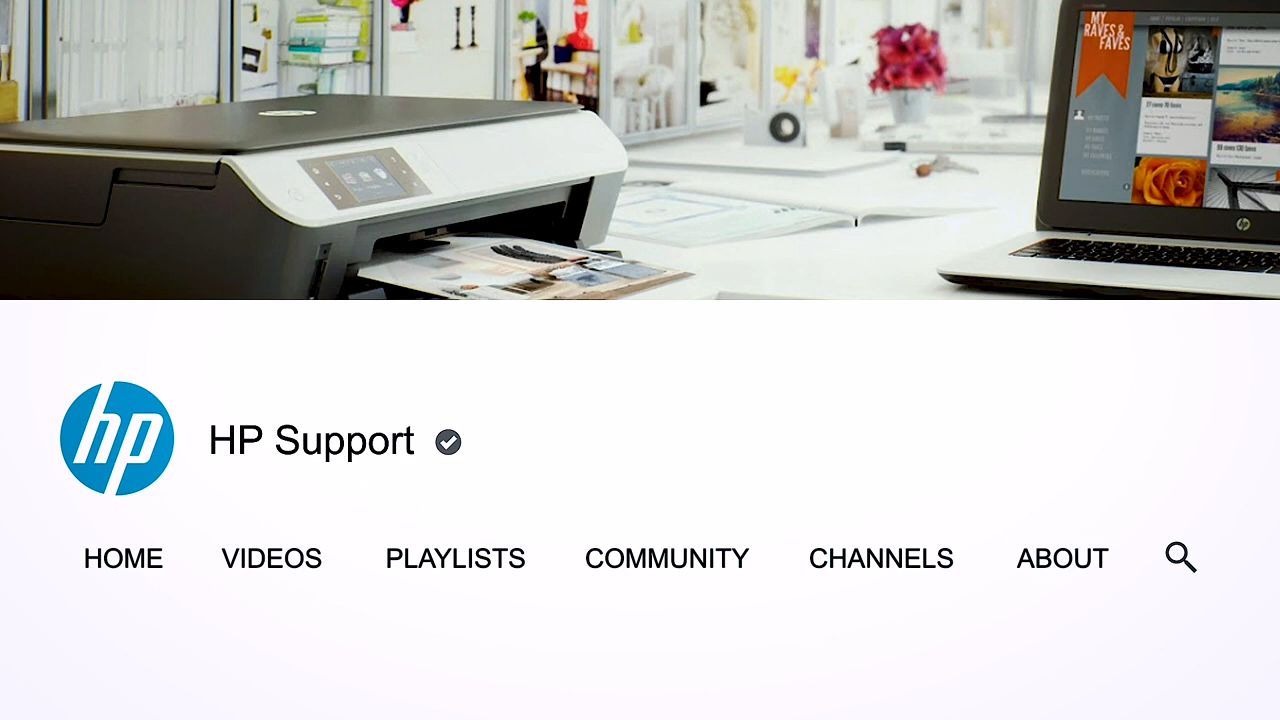 MY
RAVES &
FAVES
hp
HP Support
HOME VIDEOS PLAYLISTS COMMUNITY CHANNELS ABOUT